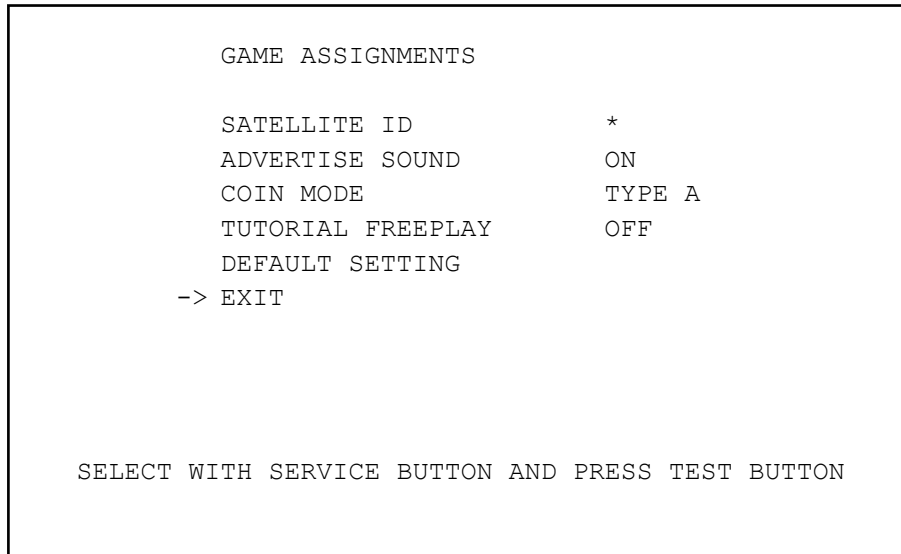 GAME ASSIGNMENTS
SATELLITE ID *
ADVERTISE SOUND ON
COIN MODE TYPE A
TUTORIAL FREEPLAY OFF
DEFAULT SETTING
-> EXIT
SELECT WITH SERVICE BUTTON AND PRESS TEST BUTTON